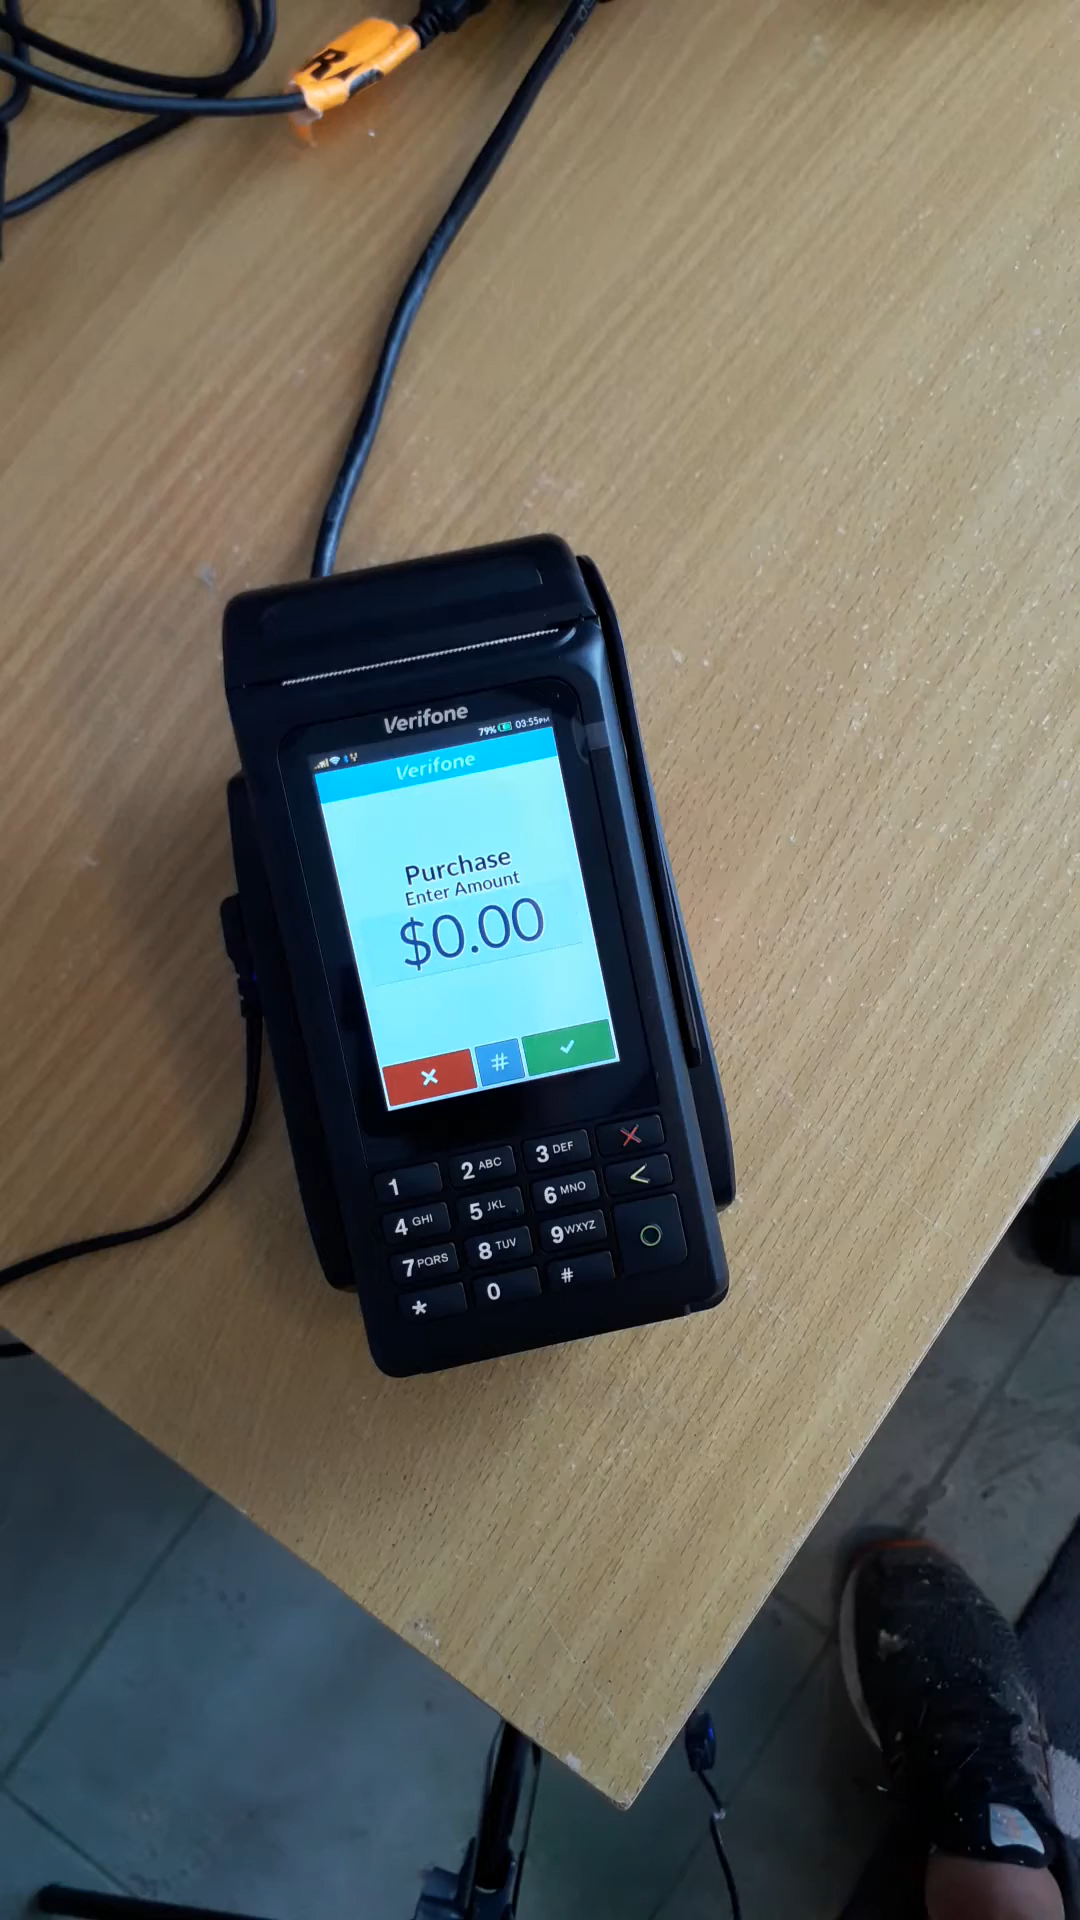 R
Verifone
79% 03:55PM
Verifone
Purchase
Enter Amount
$0.00
#
1 2 ABC 3 DEF
4 GHI 5 JKL 6 MNO <
7 PQRS 8 TUV 9 WXYZ
* 0 #